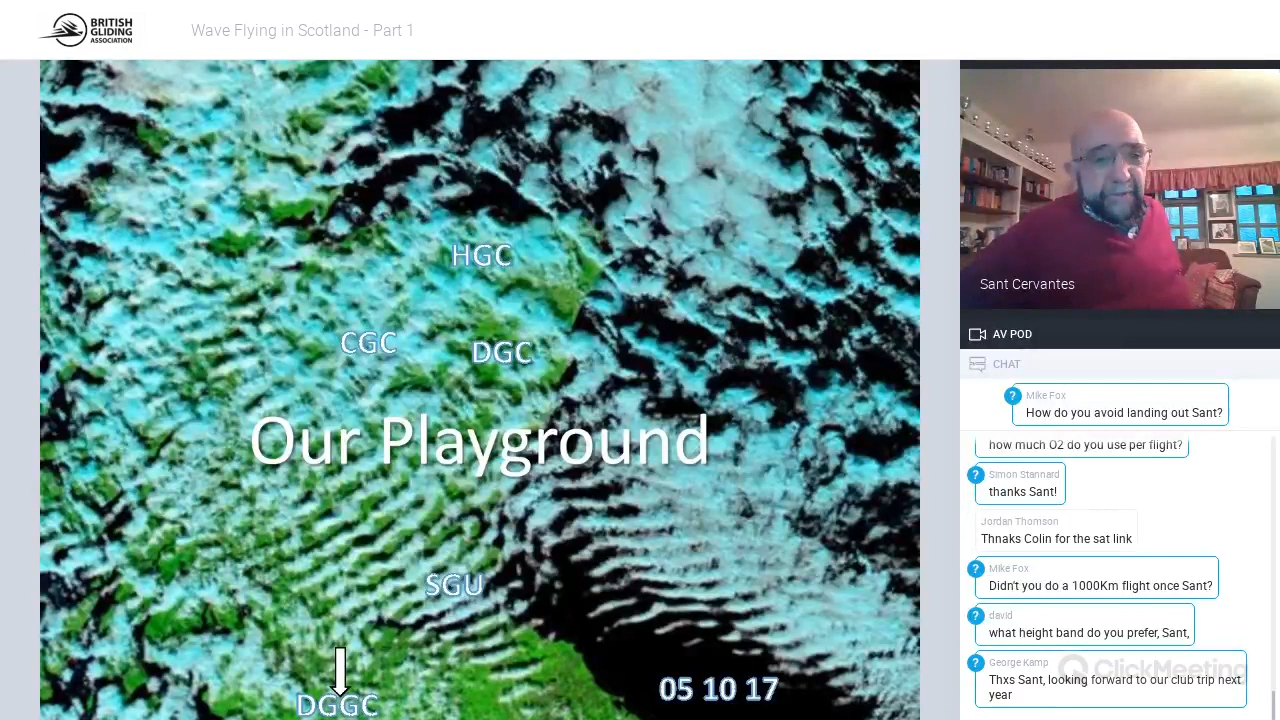 BRITISH
GLIDING
ASSOCIATION
Wave Flying in Scotland - Part 1
HGC
CGC
DGC
Our Playground
SGU
DGGC
05 10 17
Sant Cervantes
AV POD
CHAT
? Mike Fox
How do you avoid landing out Sant?
how much O2 do you use per flight?
? Simon Stannard
thanks Sant!
Jordan Thomson
Thnaks Colin for the sat link
? Mike Fox
Didn't you do a 1000Km flight once Sant?
? david
what height band do you prefer, Sant,
? George Kamp
Thxs Sant, looking forward to our club trip next
year
ClickMeeting